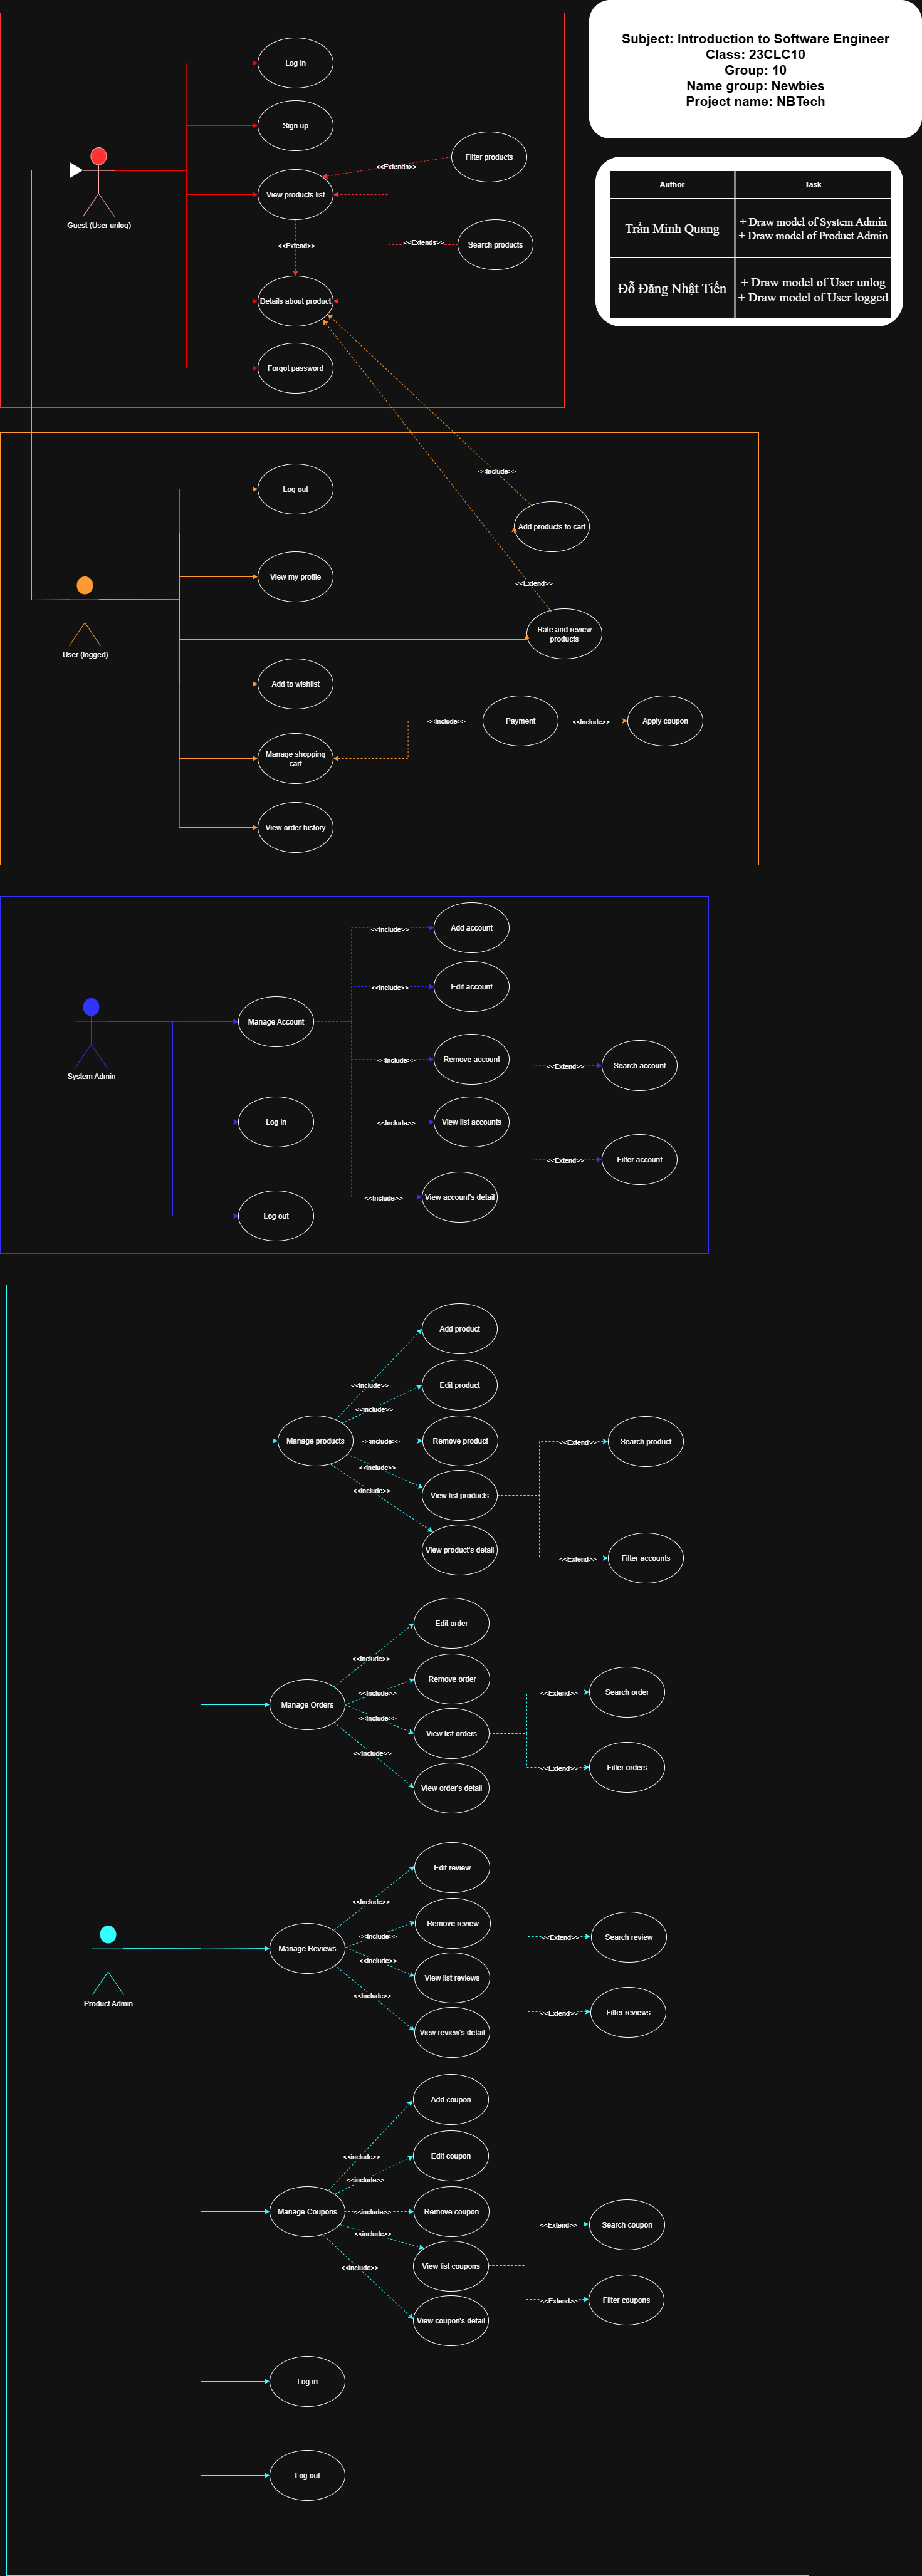 Subject: Introduction to Software Engineer
Class: 23CLC10
Group: 10
Name group: Newbies
Project name: NBTech
Author
Task
Trần Minh Quang
+ Draw model of System Admin
+ Draw model of Product Admin
Đỗ Đăng Nhật Tiến
+ Draw model of User unlog
+ Draw model of User logged
Log in
Sign up
Filter products
<<Extends>>
View products list
Guest (User unlog)
<<Extend>>
<<Extends>>
Search products
Details about product
Forgot password
<<Include>>
Log out
Add products to cart
View my profile
<<Extend>>
User (logged)
Rate and review
products
Add to wishlist
<<Include>>
Payment
<<Include>>
Apply coupon
Manage shopping
cart
View order history
<<Include>>
Add account
<<Include>>
Edit account
Manage Account
System Admin
<<Include>>
Remove account
<<Extend>>
Search account
Log in
<<Include>>
View list accounts
<<Extend>>
Filter account
<<Include>>
View account's detail
Log out
Add product
<<include>>
Edit product
<<include>>
Manage products
<<include>>
Remove product
<<Extend>>
Search product
<<include>>
<<include>>
View list products
View product's detail
<<Extend>>
Filter accounts
Edit order
<<Include>>
Remove order
<<Include>>
<<Extend>>
Search order
Manage Orders
<<Include>>
View list orders
<<Include>>
<<Extend>>
Filter orders
View order's detail
Edit review
<<Include>>
Remove review
<<Include>>
<<Extend>>
Search review
Manage Reviews
<<Include>>
View list reviews
<<Include>>
Product Admin
<<Extend>>
Filter reviews
View review's detail
Add coupon
<<include>>
Edit coupon
<<include>>
Manage Coupons
<<include>>
Remove coupon
<<Extend>>
Search coupon
<<include>>
<<include>>
View list coupons
<<Extend>>
Filter coupons
View coupon's detail
Log in
Log out